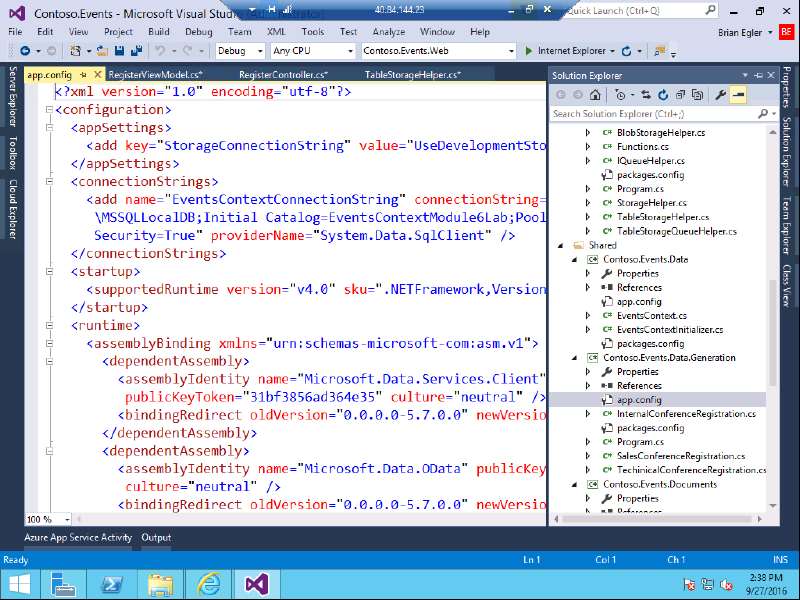 Contoso.Events - Microsoft Visual Stud
40.84.144.23
Quick Launch (Ctrl+Q)
File Edit View Project Build Debug Team XML Tools Test Analyze Window Help
Brian Egler BE
Debug Any CPU Contoso.Events.Web Internet Explorer
app.config RegisterViewModel.cs* RegisterController.cs* TableStorageHelper.cs*
<?xml version="1.0" encoding="utf-8"?>
<configuration>
<appSettings>
<add key="StorageConnectionString" value="UseDevelopmentSto
</appSettings>
<connectionStrings>
<add name="EventsContextConnectionString" connectionString=
\MSSQLLocalDB;Initial Catalog=EventsContextModule6Lab;Pool
Security=True" providerName="System.Data.SqlClient" />
</connectionStrings>
<startup>
<supportedRuntime version="v4.0" sku=".NETFramework,Version
</startup>
<runtime>
<assemblyBinding xmlns="urn:schemas-microsoft-com:asm.v1">
<dependentAssembly>
<assemblyIdentity name="Microsoft.Data.Services.Client"
publicKeyToken="31bf3856ad364e35" culture="neutral" />
<bindingRedirect oldVersion="0.0.0.0-5.7.0.0" newVersio
</dependentAssembly>
<dependentAssembly>
<assemblyIdentity name="Microsoft.Data.OData" publicKey
culture="neutral" />
<bindingRedirect oldVersion="0.0.0.0-5.7.0.0" newVersio
100 %
Server Explorer
Toolbox
Cloud Explorer
Solution Explorer
Search Solution Explorer (Ctrl+;)
BlobStorageHelper.cs
Functions.cs
IQueueHelper.cs
packages.config
Program.cs
StorageHelper.cs
TableStorageHelper.cs
TableStorageQueueHelper.cs
Shared
Contoso.Events.Data
Properties
References
app.config
EventsContext.cs
EventsContextInitializer.cs
packages.config
Contoso.Events.Data.Generation
Properties
References
app.config
InternalConferenceRegistration.cs
packages.config
Program.cs
SalesConferenceRegistration.cs
TechinicalConferenceRegistration.cs
Contoso.Events.Documents
Properties
References
Properties
Solution Explorer
Team Explorer
Class View
Azure App Service Activity Output
Ready Ln 1 Col 1 Ch 1 INS
2:38 PM
9/27/2016